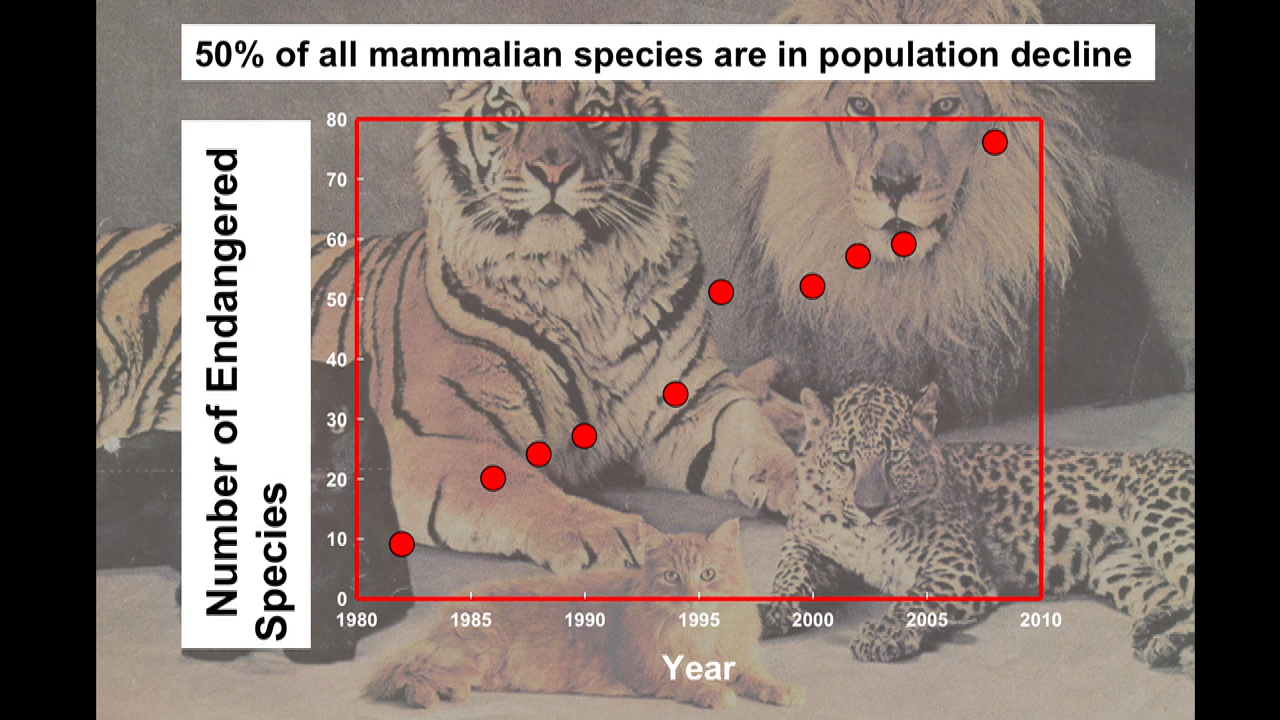 50% of all mammalian species are in population decline
Number of Endangered
Species
80
70
60
50
40
30
20
10
0
1980 1985 1990 1995 2000 2005 2010
Year